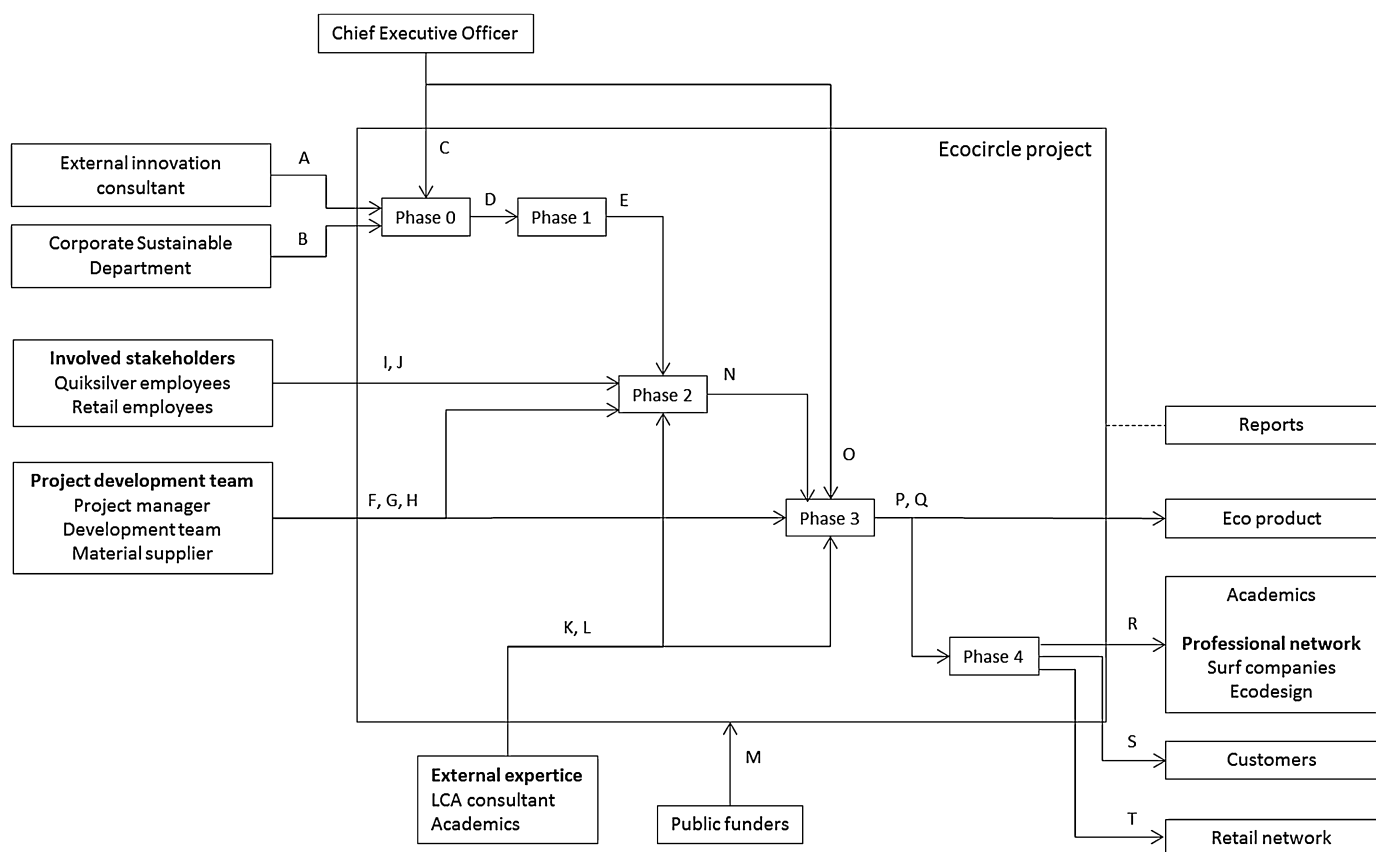 Chief Executive Officer
Ecocircle project
External innovation
consultant
A
C
Corporate Sustainable
Department
B
Phase 0
D
Phase 1
E
Involved stakeholders
Quiksilver employees
Retail employees
I, J
Phase 2
N
Reports
Project development team
Project manager
Development team
Material supplier
F, G, H
O
Phase 3
P, Q
Eco product
K, L
Phase 4
R
Academics
Professional network
Surf companies
Ecodesign
External expertice
LCA consultant
Academics
M
Public funders
S
Customers
T
Retail network